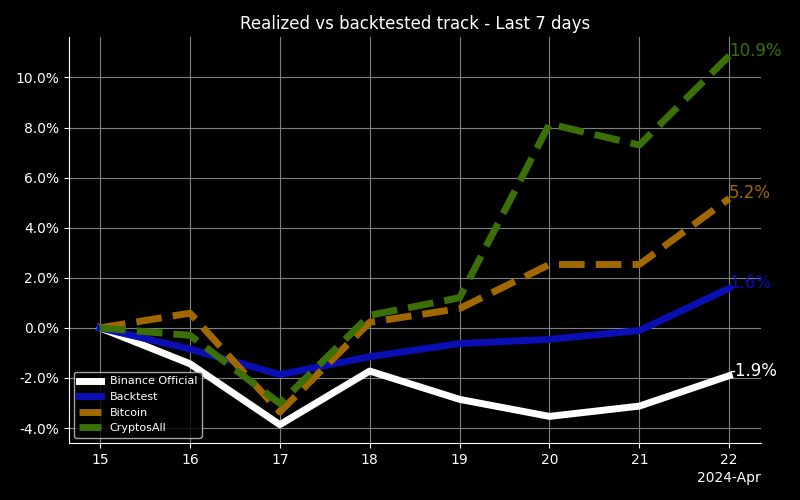 Realized vs backtested track - Last 7 days
10.9%
10.0%
8.0%
6.0%
5.2%
4.0%
2.0%
1.6%
0.0%
-1.9%
-2.0%
-4.0%
Binance Official
Backtest
Bitcoin
CryptosAll
15 16 17 18 19 20 21 22
2024-Apr